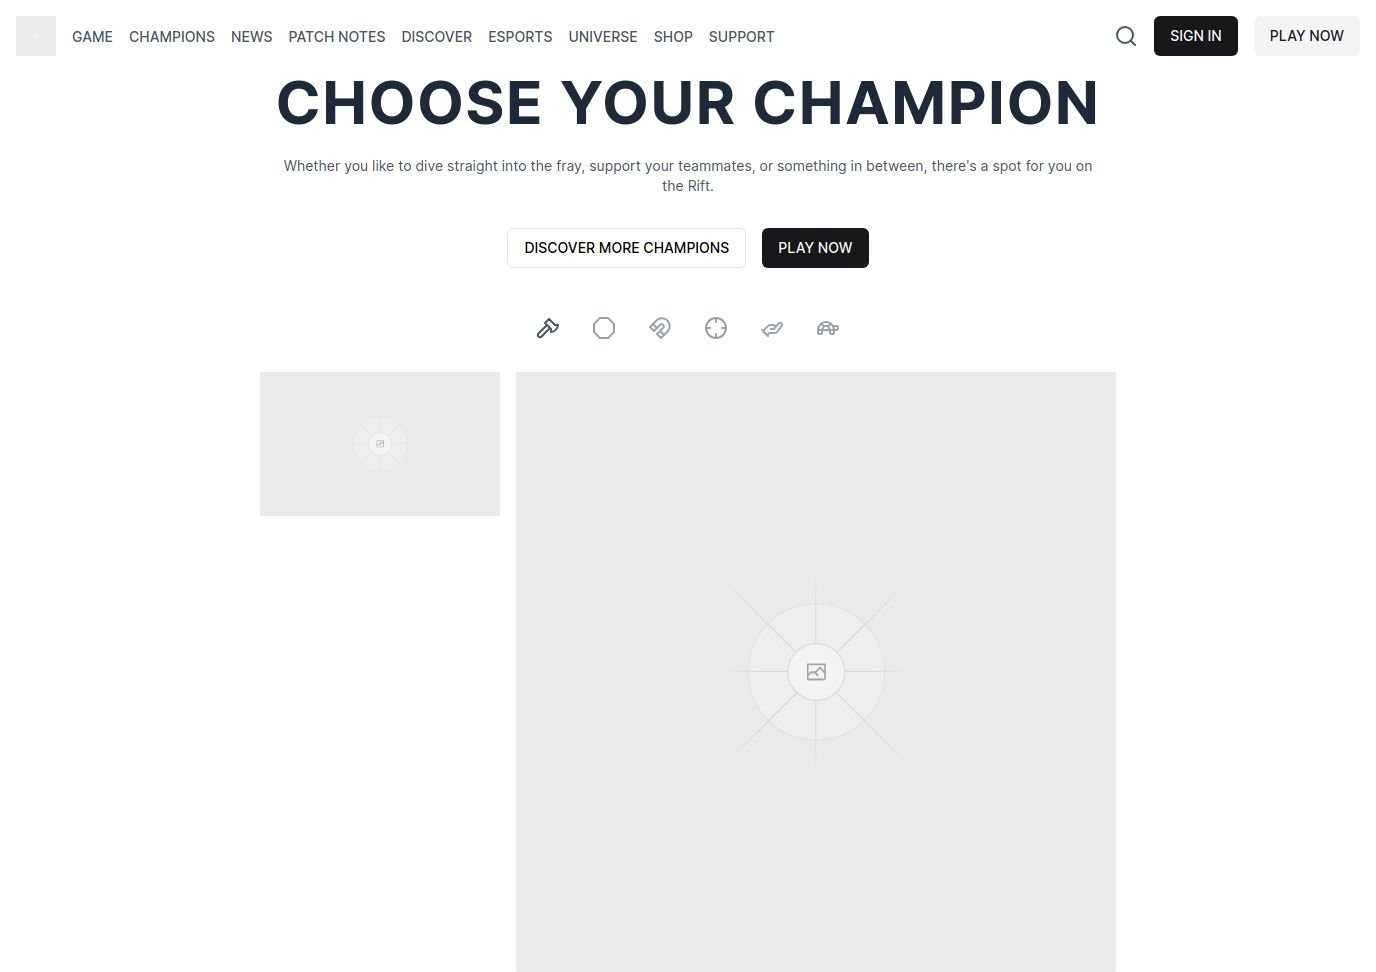 GAME CHAMPIONS NEWS PATCH NOTES DISCOVER ESPORTS UNIVERSE SHOP SUPPORT SIGN IN PLAY NOW
CHOOSE YOUR CHAMPION
Whether you like to dive straight into the fray, support your teammates, or something in between, there's a spot for you on
the Rift.
DISCOVER MORE CHAMPIONS PLAY NOW